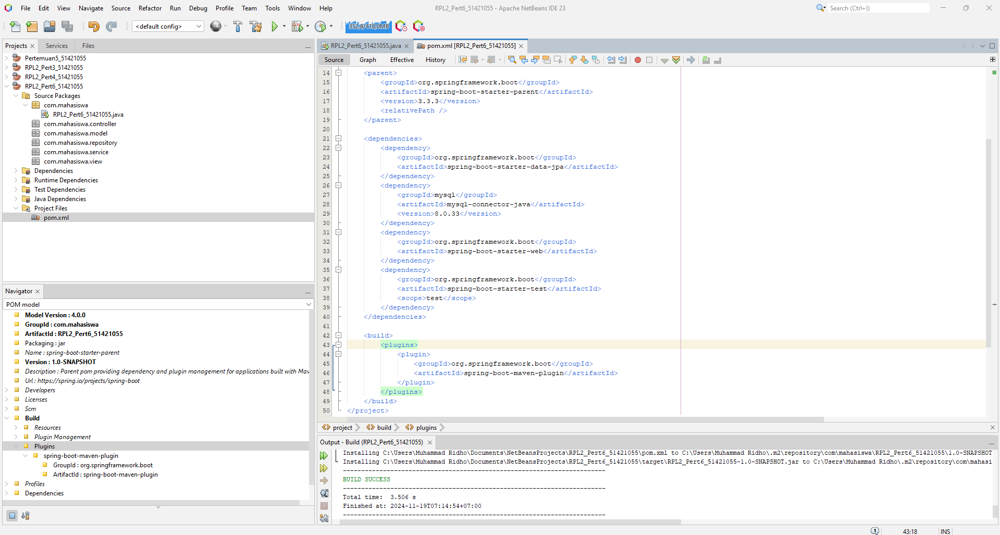 File Edit View Navigate Source Refactor Run Debug Profile Team Tools Window Help
RPL2_Pert6_51421055 - Apache NetBeans IDE 23
Search (Ctrl+I)
<default config>
352,8/418,0MB
Projects
Services
Files
Pertemuan5_51421055
RPL2_Pert3_51421055
RPL2_Pert4_51421055
RPL2_Pert6_51421055
Source Packages
com.mahasiswa
RPL2_Pert6_51421055.java
com.mahasiswa.controller
com.mahasiswa.model
com.mahasiswa.repository
com.mahasiswa.service
com.mahasiswa.view
Dependencies
Runtime Dependencies
Test Dependencies
Java Dependencies
Project Files
pom.xml
Navigator
POM model
Model Version : 4.0.0
GroupId : com.mahasiswa
ArtifactId : RPL2_Pert6_51421055
Packaging : jar
Name : spring-boot-starter-parent
Version : 1.0-SNAPSHOT
Description : Parent pom providing dependency and plugin management for applications built with Mav
Url : https://spring.io/projects/spring-boot
Developers
Licenses
Scm
Build
Resources
Plugin Management
Plugins
spring-boot-maven-plugin
GroupId : org.springframework.boot
ArtifactId : spring-boot-maven-plugin
Profiles
Dependencies
RPL2_Pert6_51421055.java
pom.xml [RPL2_Pert6_51421055]
Source Graph Effective History
14 <parent>
15 <groupId>org.springframework.boot</groupId>
16 <artifactId>spring-boot-starter-parent</artifactId>
17 <version>3.3.3</version>
18 <relativePath />
19 </parent>
20
21 <dependencies>
22 <dependency>
23 <groupId>org.springframework.boot</groupId>
24 <artifactId>spring-boot-starter-data-jpa</artifactId>
25 </dependency>
26 <dependency>
27 <groupId>mysql</groupId>
28 <artifactId>mysql-connector-java</artifactId>
29 <version>8.0.33</version>
30 </dependency>
31 <dependency>
32 <groupId>org.springframework.boot</groupId>
33 <artifactId>spring-boot-starter-web</artifactId>
34 </dependency>
35 <dependency>
36 <groupId>org.springframework.boot</groupId>
37 <artifactId>spring-boot-starter-test</artifactId>
38 <scope>test</scope>
39 </dependency>
40 </dependencies>
41
42 <build>
43 <plugins>
44 <plugin>
45 <groupId>org.springframework.boot</groupId>
46 <artifactId>spring-boot-maven-plugin</artifactId>
47 </plugin>
48 </plugins>
49 </build>
50 </project>
project build plugins
Output - Build (RPL2_Pert6_51421055)
Installing C:\Users\Muhammad Ridho\Documents\NetBeansProjects\RPL2_Pert6_51421055\pom.xml to C:\Users\Muhammad Ridho\.m2\repository\com\mahasiswa\RPL2_Pert6_51421055\1.0-SNAPSHOT
Installing C:\Users\Muhammad Ridho\Documents\NetBeansProjects\RPL2_Pert6_51421055\target\RPL2_Pert6_51421055-1.0-SNAPSHOT.jar to C:\Users\Muhammad Ridho\.m2\repository\com\mahasi
------------------------------------------------------------------------
BUILD SUCCESS
------------------------------------------------------------------------
Total time:  3.506 s
Finished at: 2024-11-19T07:14:54+07:00
------------------------------------------------------------------------
1
43:18
INS